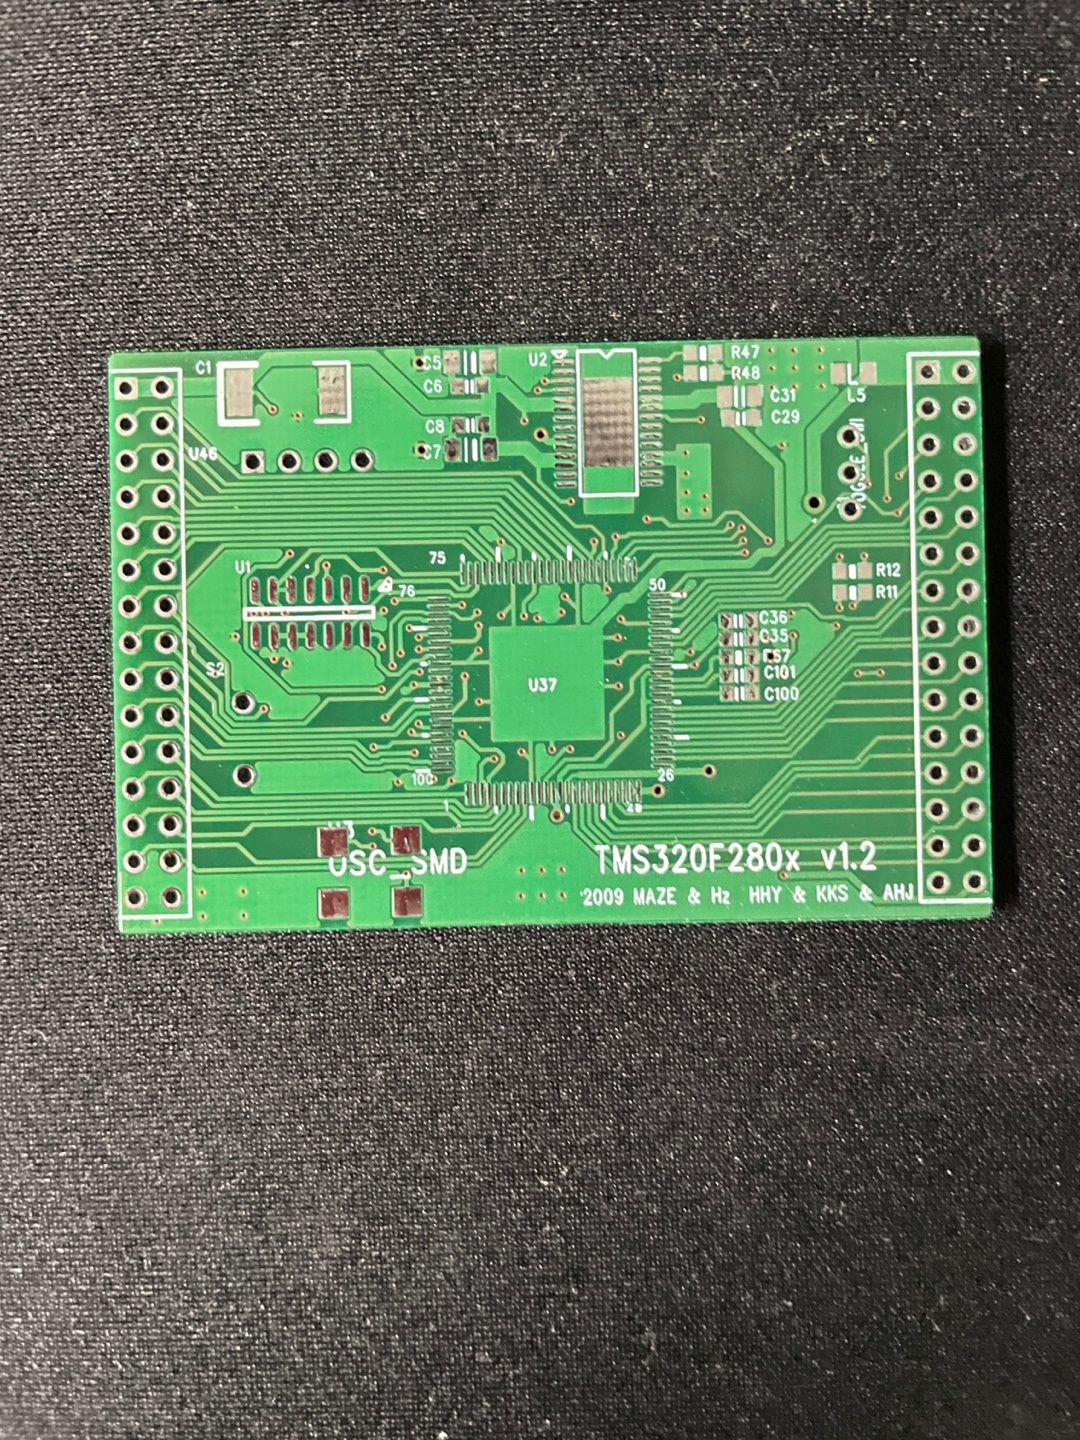 C1
C5
U2
R47
C6
R48
C31
L5
C8
C29
C7
U46
75
U1
76
50
R12
R11
C36
C35
S2
U37
C101
C100
100
26
1
OSC_SMD
TMS320F280x v1.2
2009 MAZE & Hz HHY & KKS & AHJ